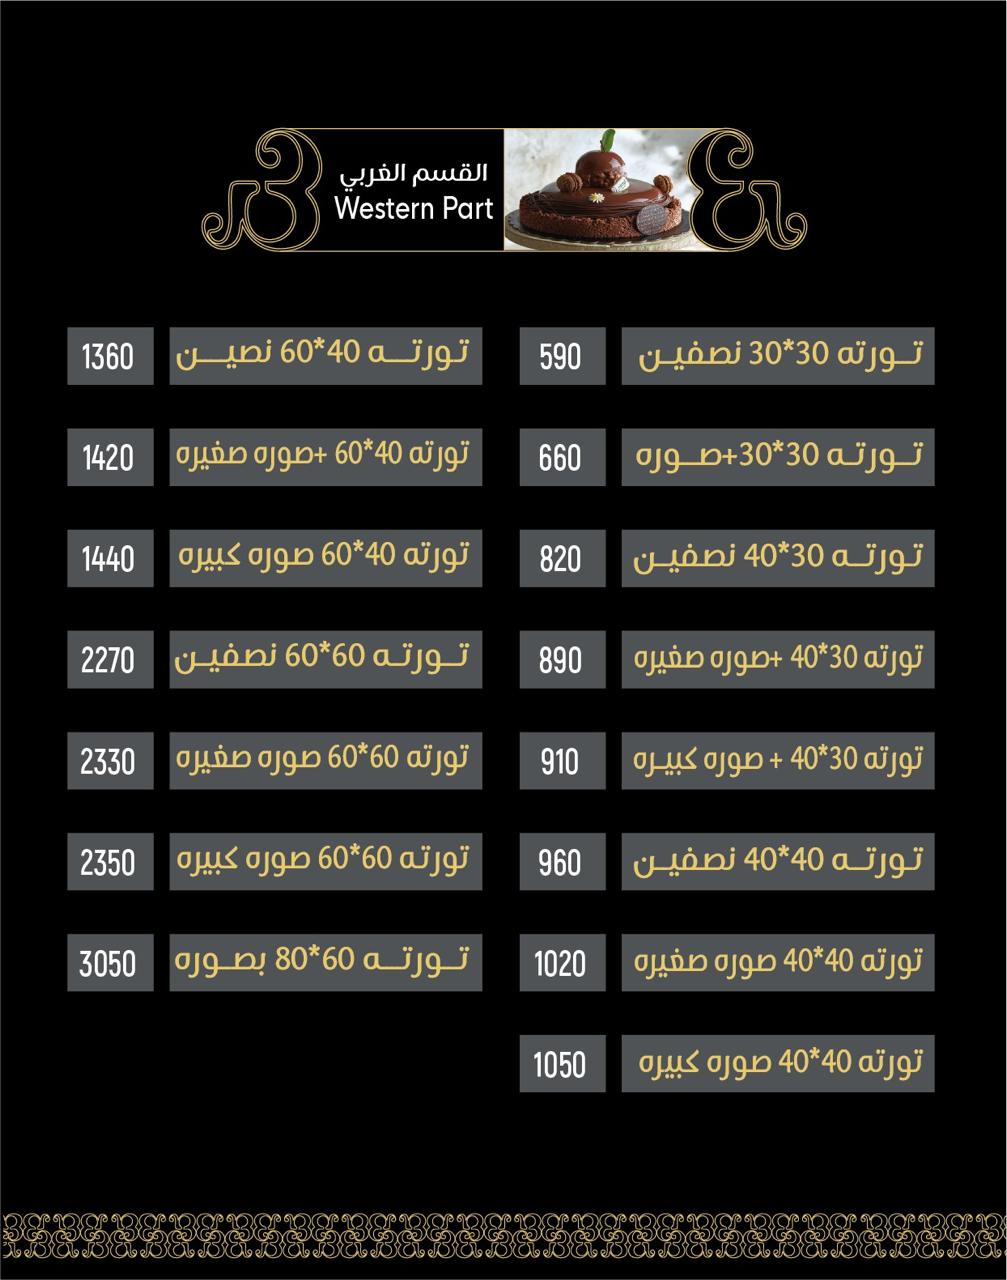 القسم الغربي
Western Part
تورته 30*30 نصفين 590
تورته 30*30+صوره 660
تورته 30*40 نصفين 820
تورته 30*40 +صوره صغيره 890
تورته 30*40 + صوره كبيره 910
تورته 40*40 نصفين 960
تورته 40*40 صوره صغيره 1020
تورته 40*40 صوره كبيره 1050
تورته 40*60 نصين 1360
تورته 40*60 +صوره صغيره 1420
تورته 40*60 صوره كبيره 1440
تورته 60*60 نصفين 2270
تورته 60*60 صوره صغيره 2330
تورته 60*60 صوره كبيره 2350
تورته 60*80 بصوره 3050